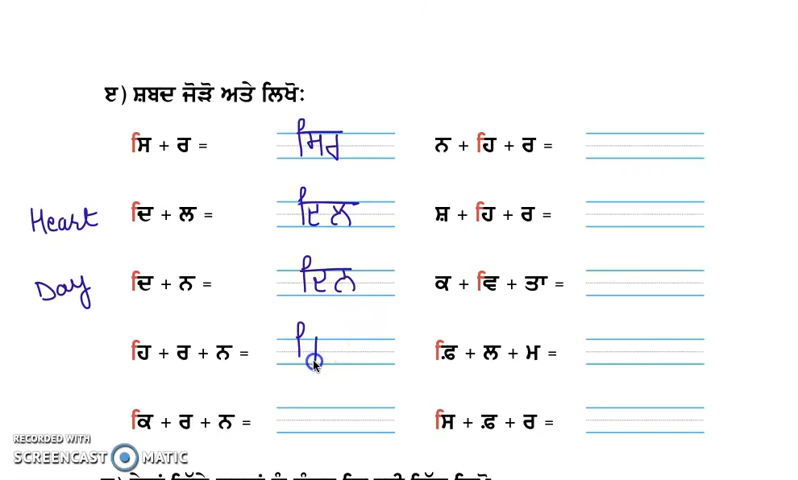 ੲ) ਸ਼ਬਦ ਜੋੜੋ ਅਤੇ ਲਿਖੋ:
ਸਿ + ਰ = ਸਿਰ ਨ + ਹਿ + ਰ =
Heart ਦਿ + ਲ = ਦਿਲ ਸ਼ + ਹਿ + ਰ =
Day ਦਿ + ਨ = ਦਿਨ ਕ + ਵਿ + ਤਾ =
ਹਿ + ਰ + ਨ = ਫ਼ਿ + ਲ + ਮ =
ਕਿ + ਰ + ਨ = ਸਿ + ਫ਼ + ਰ =
RECORDED WITH
SCREENCAST MATIC